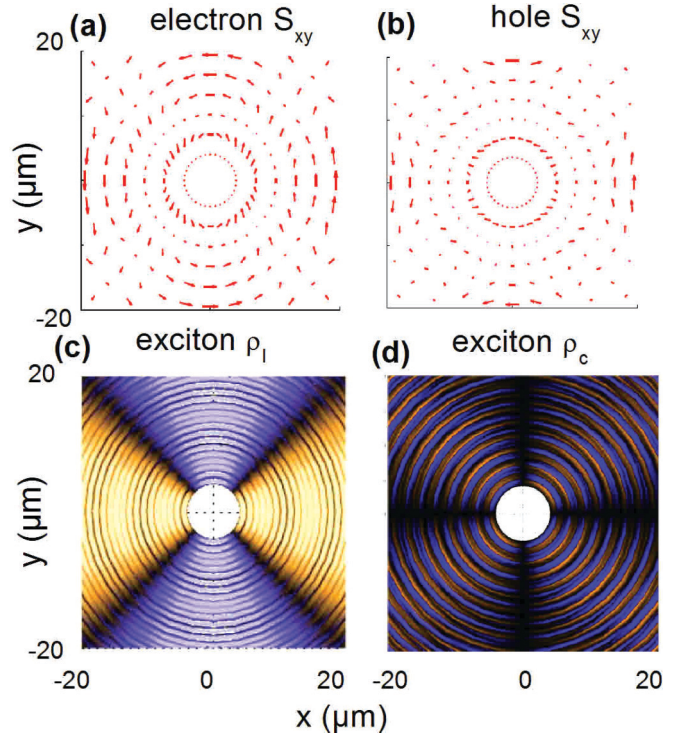 (a) electron S_xy
(b) hole S_xy
20
y (μm)
-20
(c) exciton ρ_l
(d) exciton ρ_c
20
y (μm)
-20
-20 0 20
-20 0 20
x (μm)